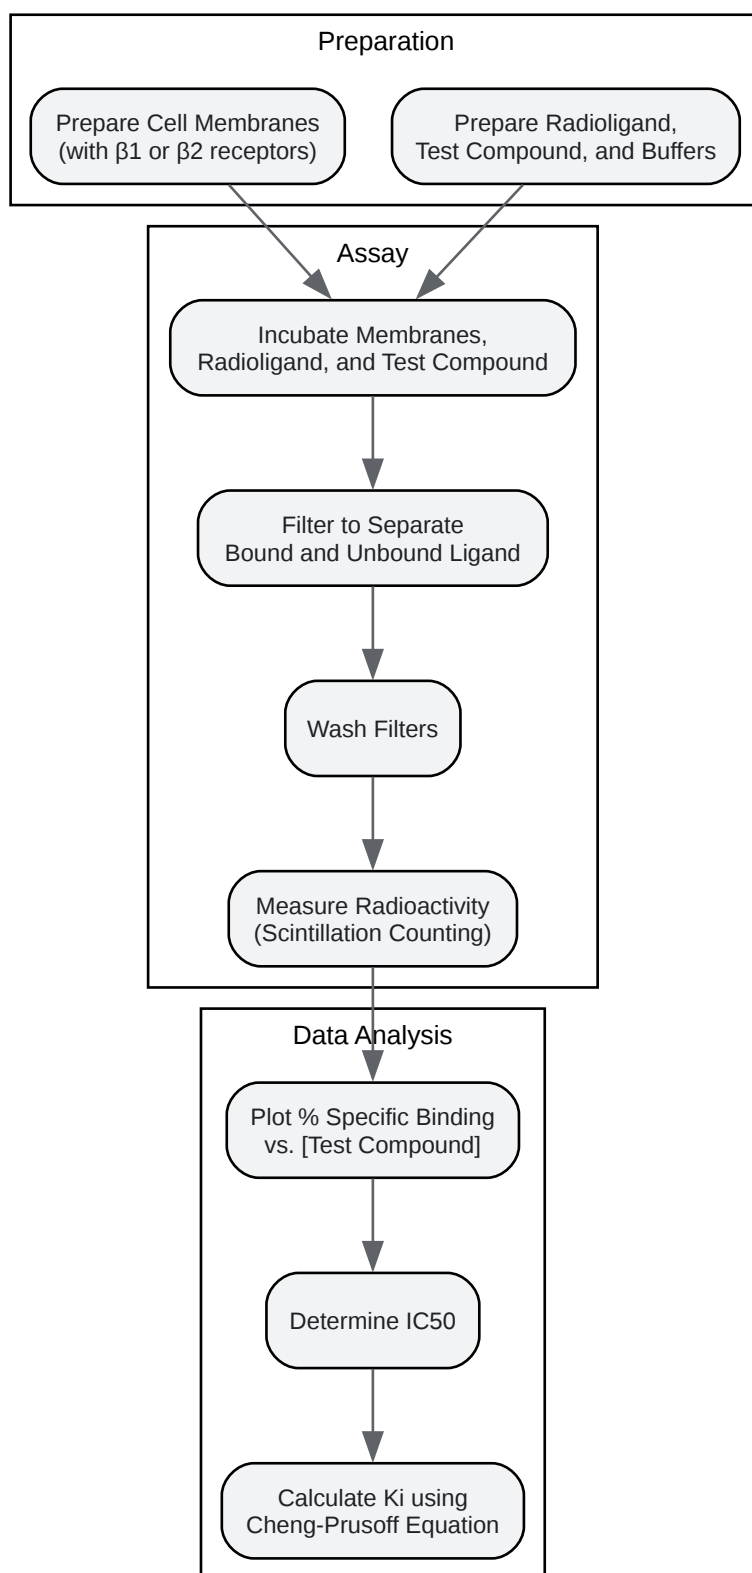 Preparation
Prepare Cell Membranes
(with β1 or β2 receptors)
Prepare Radioligand,
Test Compound, and Buffers
Assay
Incubate Membranes,
Radioligand, and Test Compound
Filter to Separate
Bound and Unbound Ligand
Wash Filters
Measure Radioactivity
(Scintillation Counting)
Data Analysis
Plot % Specific Binding
vs. [Test Compound]
Determine IC50
Calculate Ki using
Cheng-Prusoff Equation